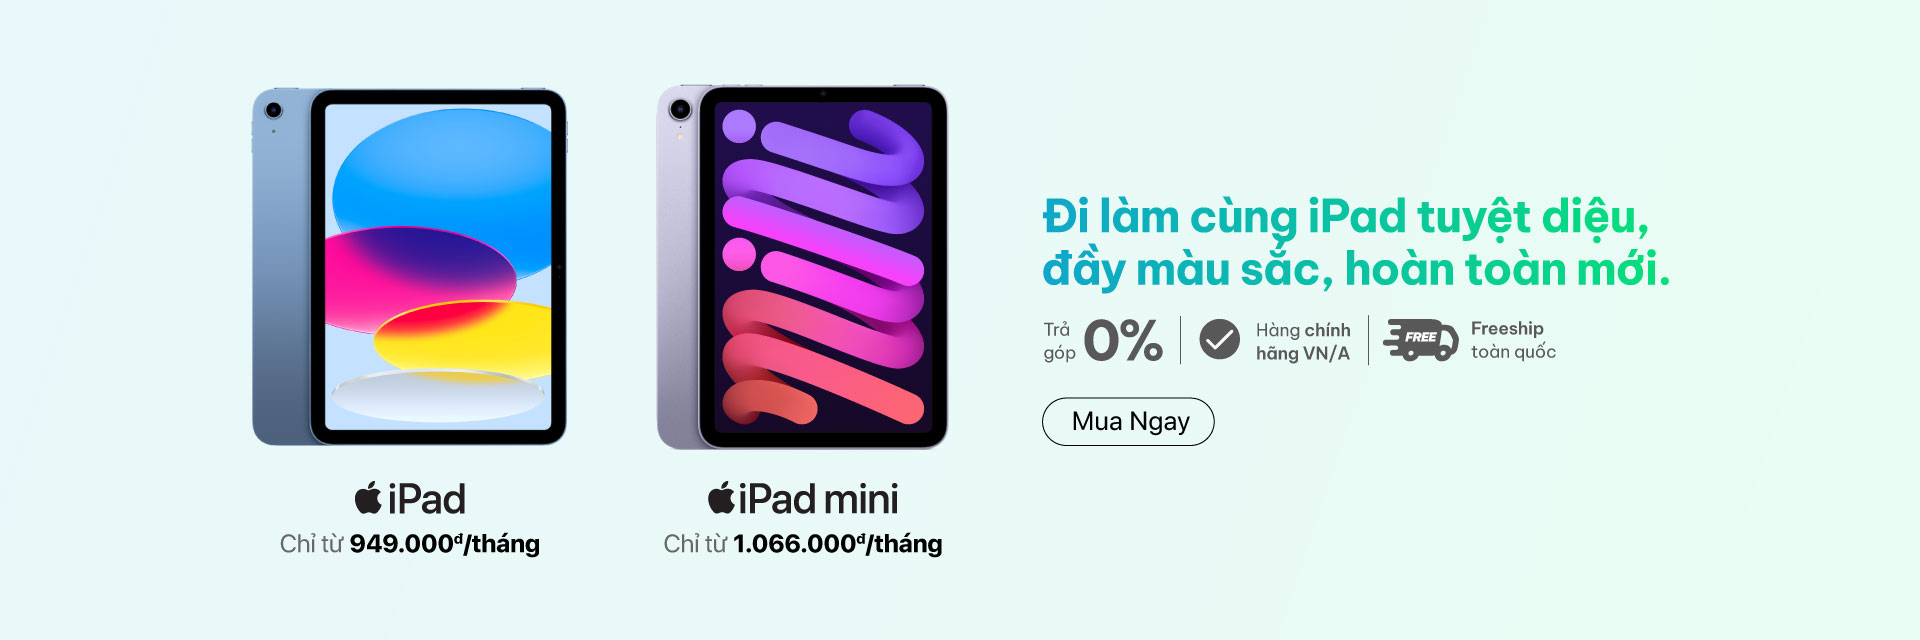 Đi làm cùng iPad tuyệt diệu,
đầy màu sắc, hoàn toàn mới.
Trả góp 0%
Hàng chính hãng VN/A
FREE
Freeship toàn quốc
Mua Ngay
iPad
Chỉ từ 949.000đ/tháng
iPad mini
Chỉ từ 1.066.000đ/tháng